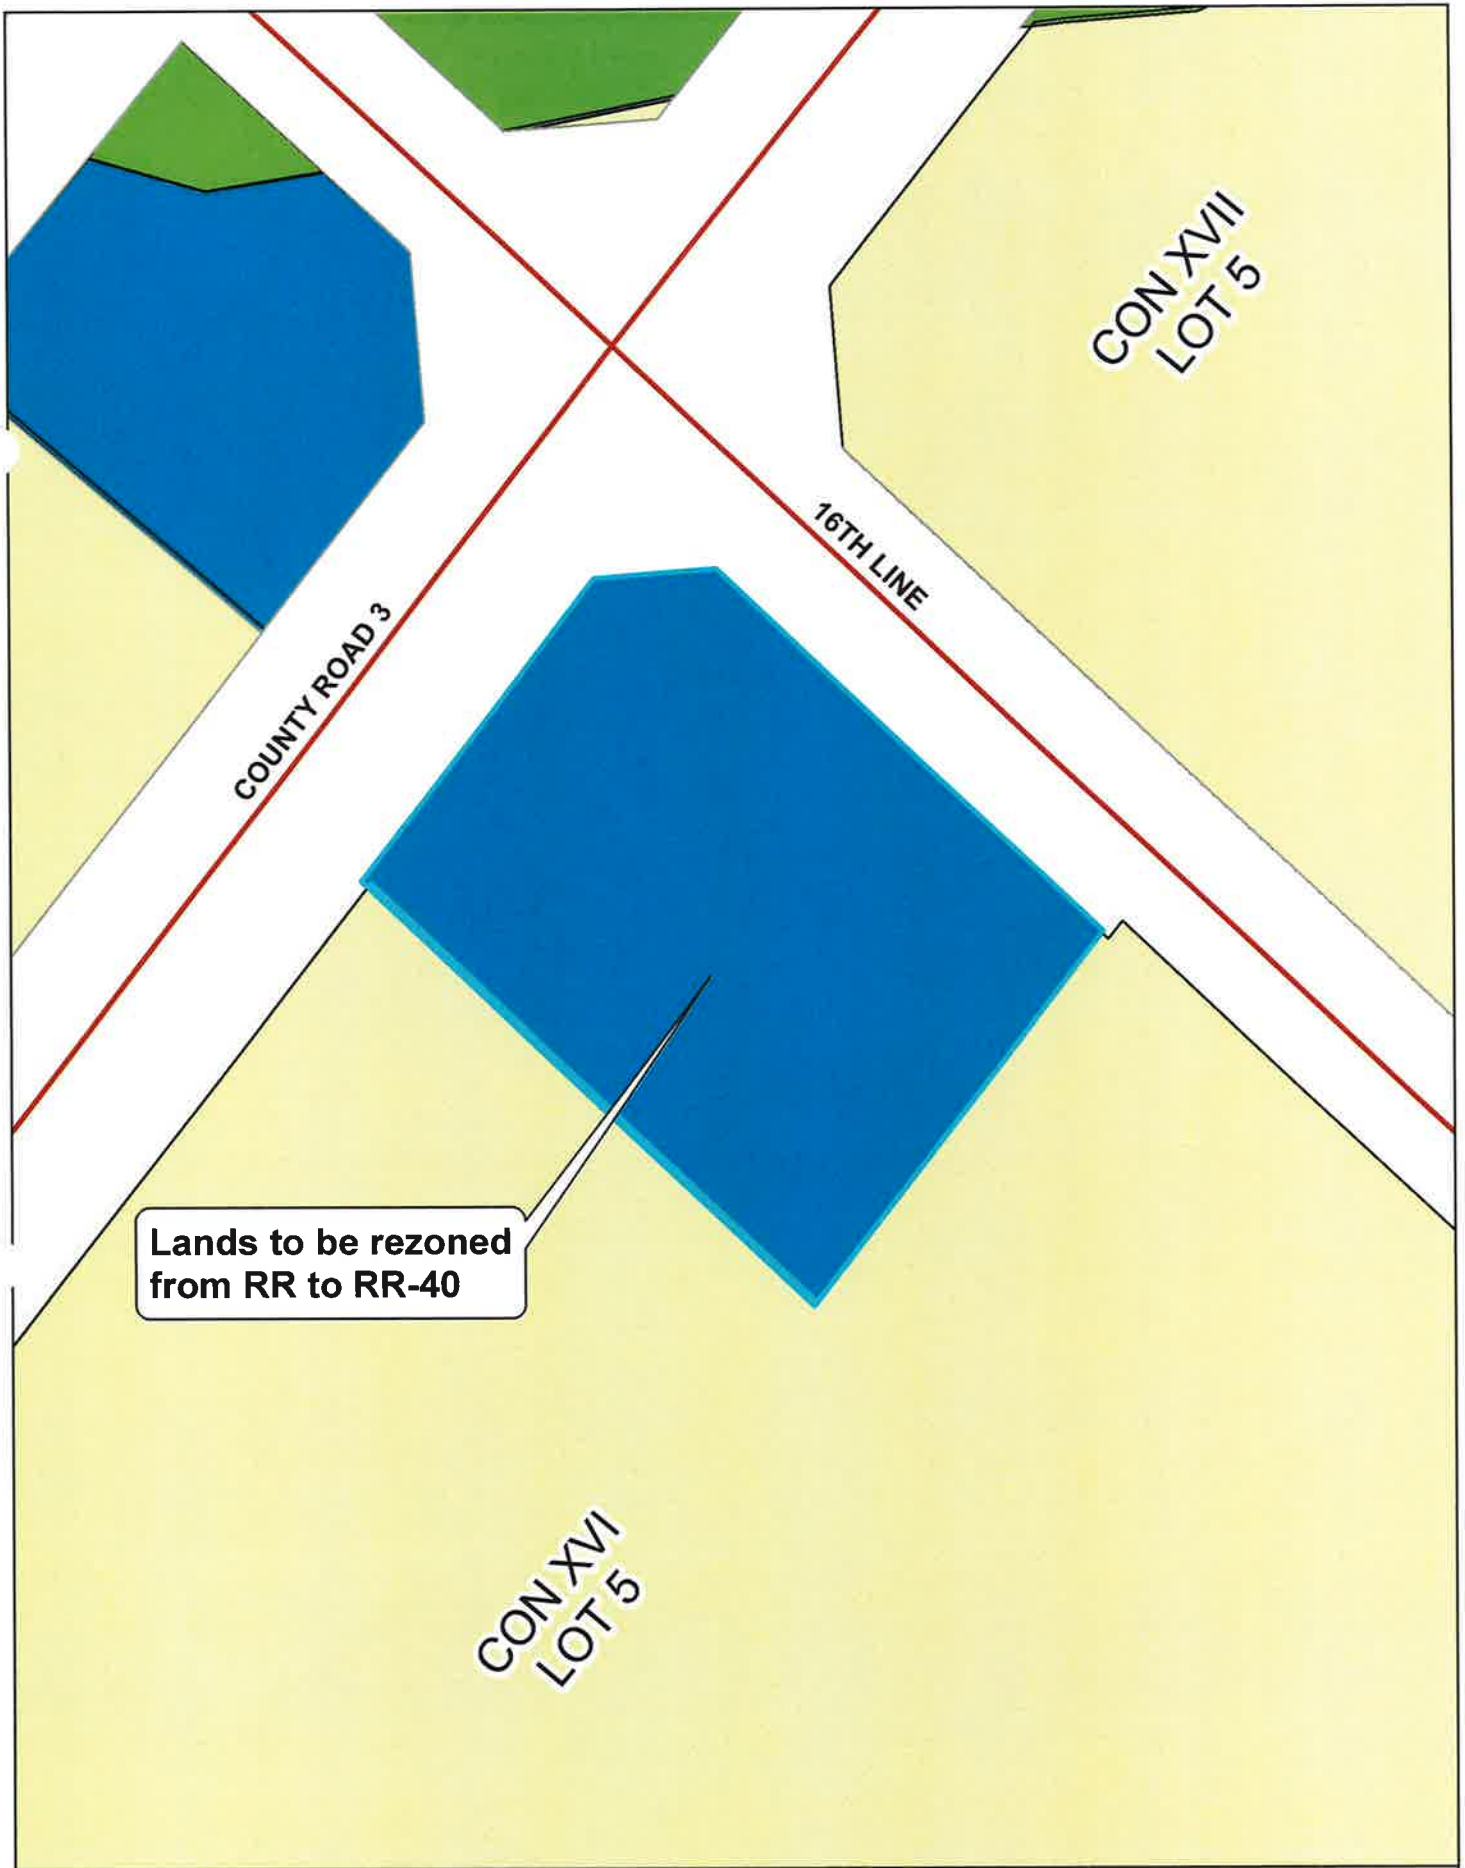 CON XVII
LOT 5
16TH LINE
COUNTY ROAD 3
Lands to be rezoned
from RR to RR-40
CON XVI
LOT 5